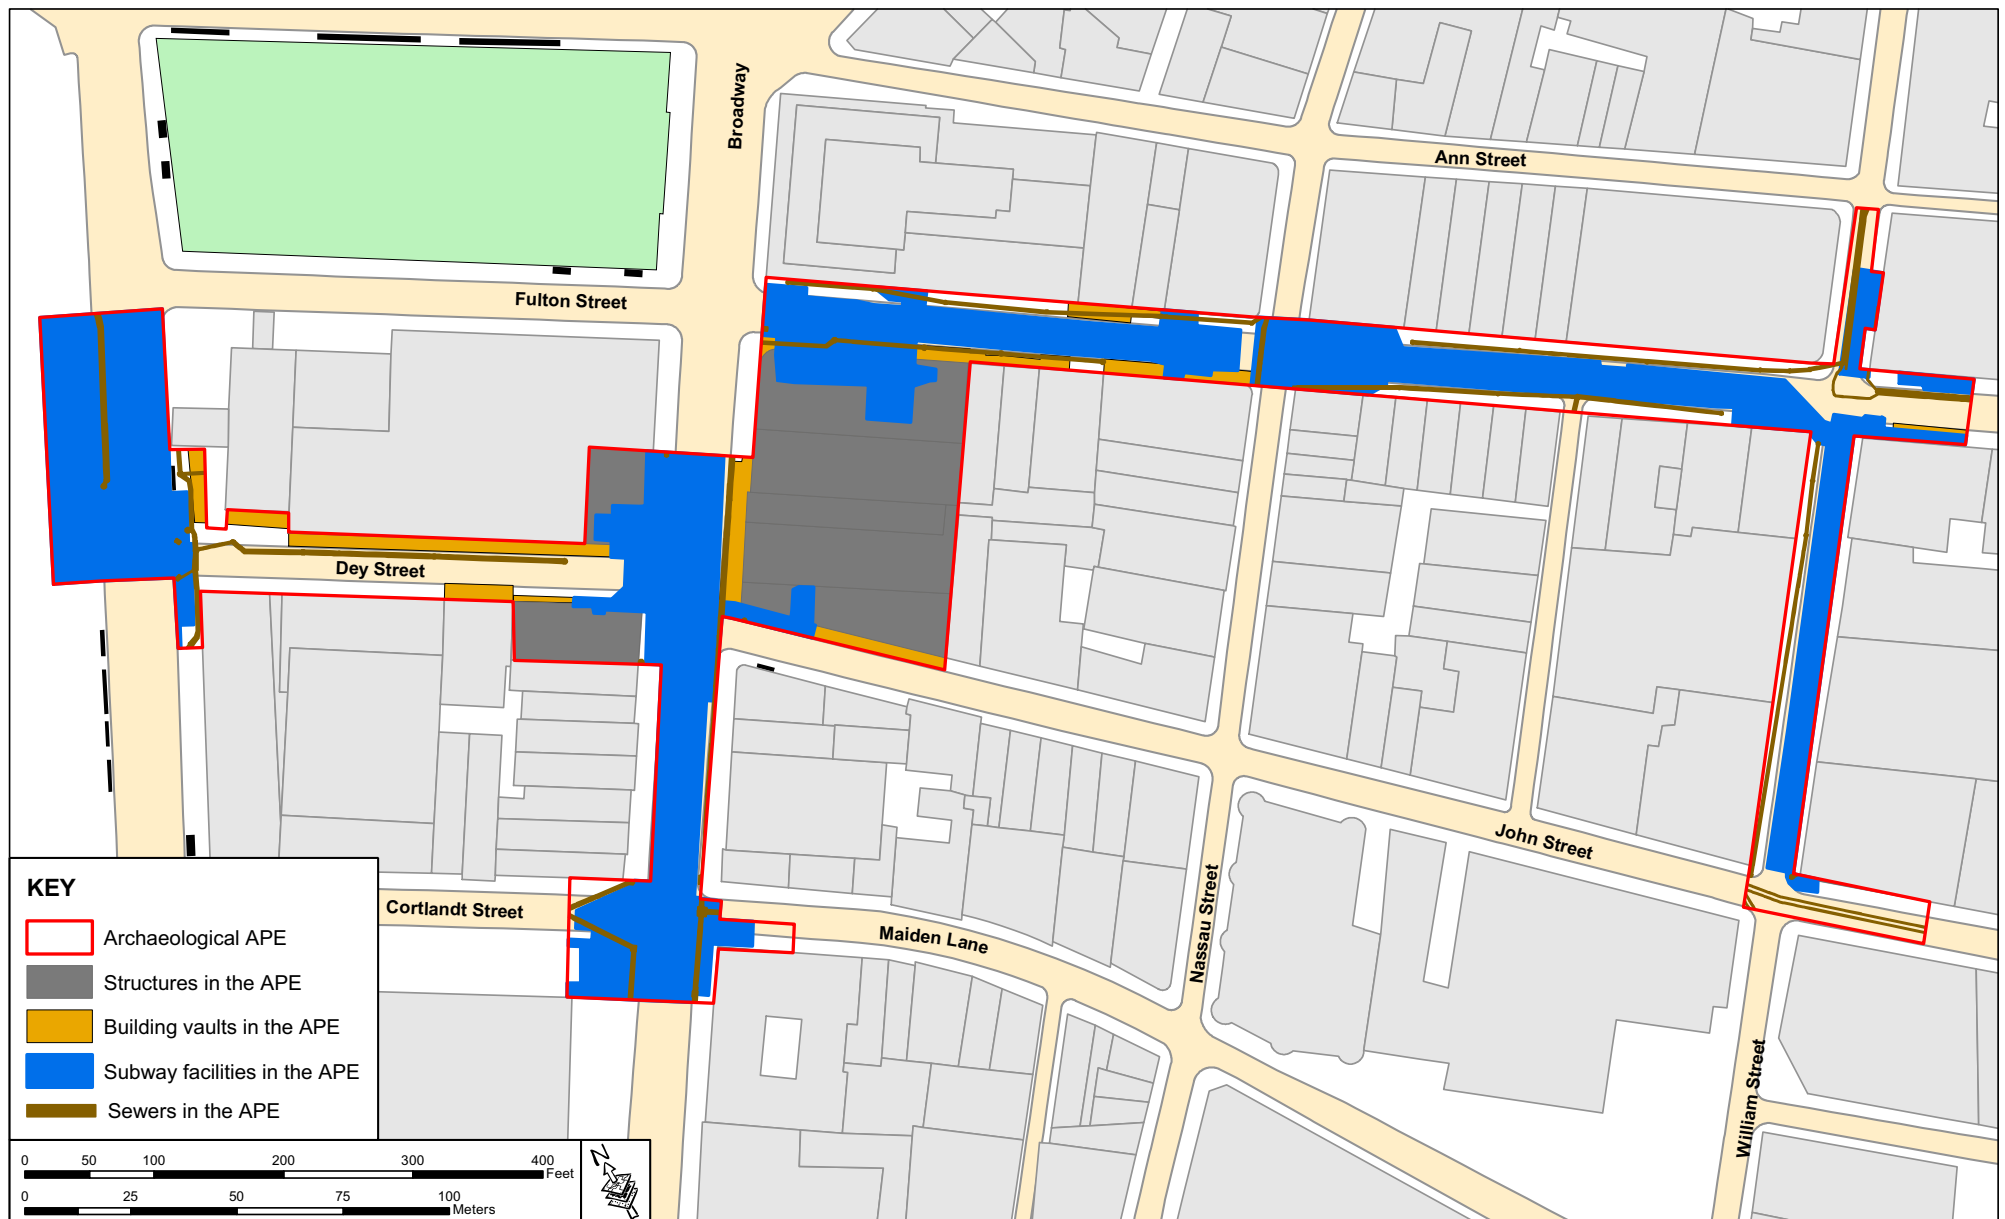 Broadway
Ann Street
Fulton Street
Dey Street
John Street
Nassau Street
Cortlandt Street
Maiden Lane
William Street
KEY
Archaeological APE
Structures in the APE
Building vaults in the APE
Subway facilities in the APE
Sewers in the APE
0 50 100 200 300 400
Feet
0 25 50 75 100
Meters
N